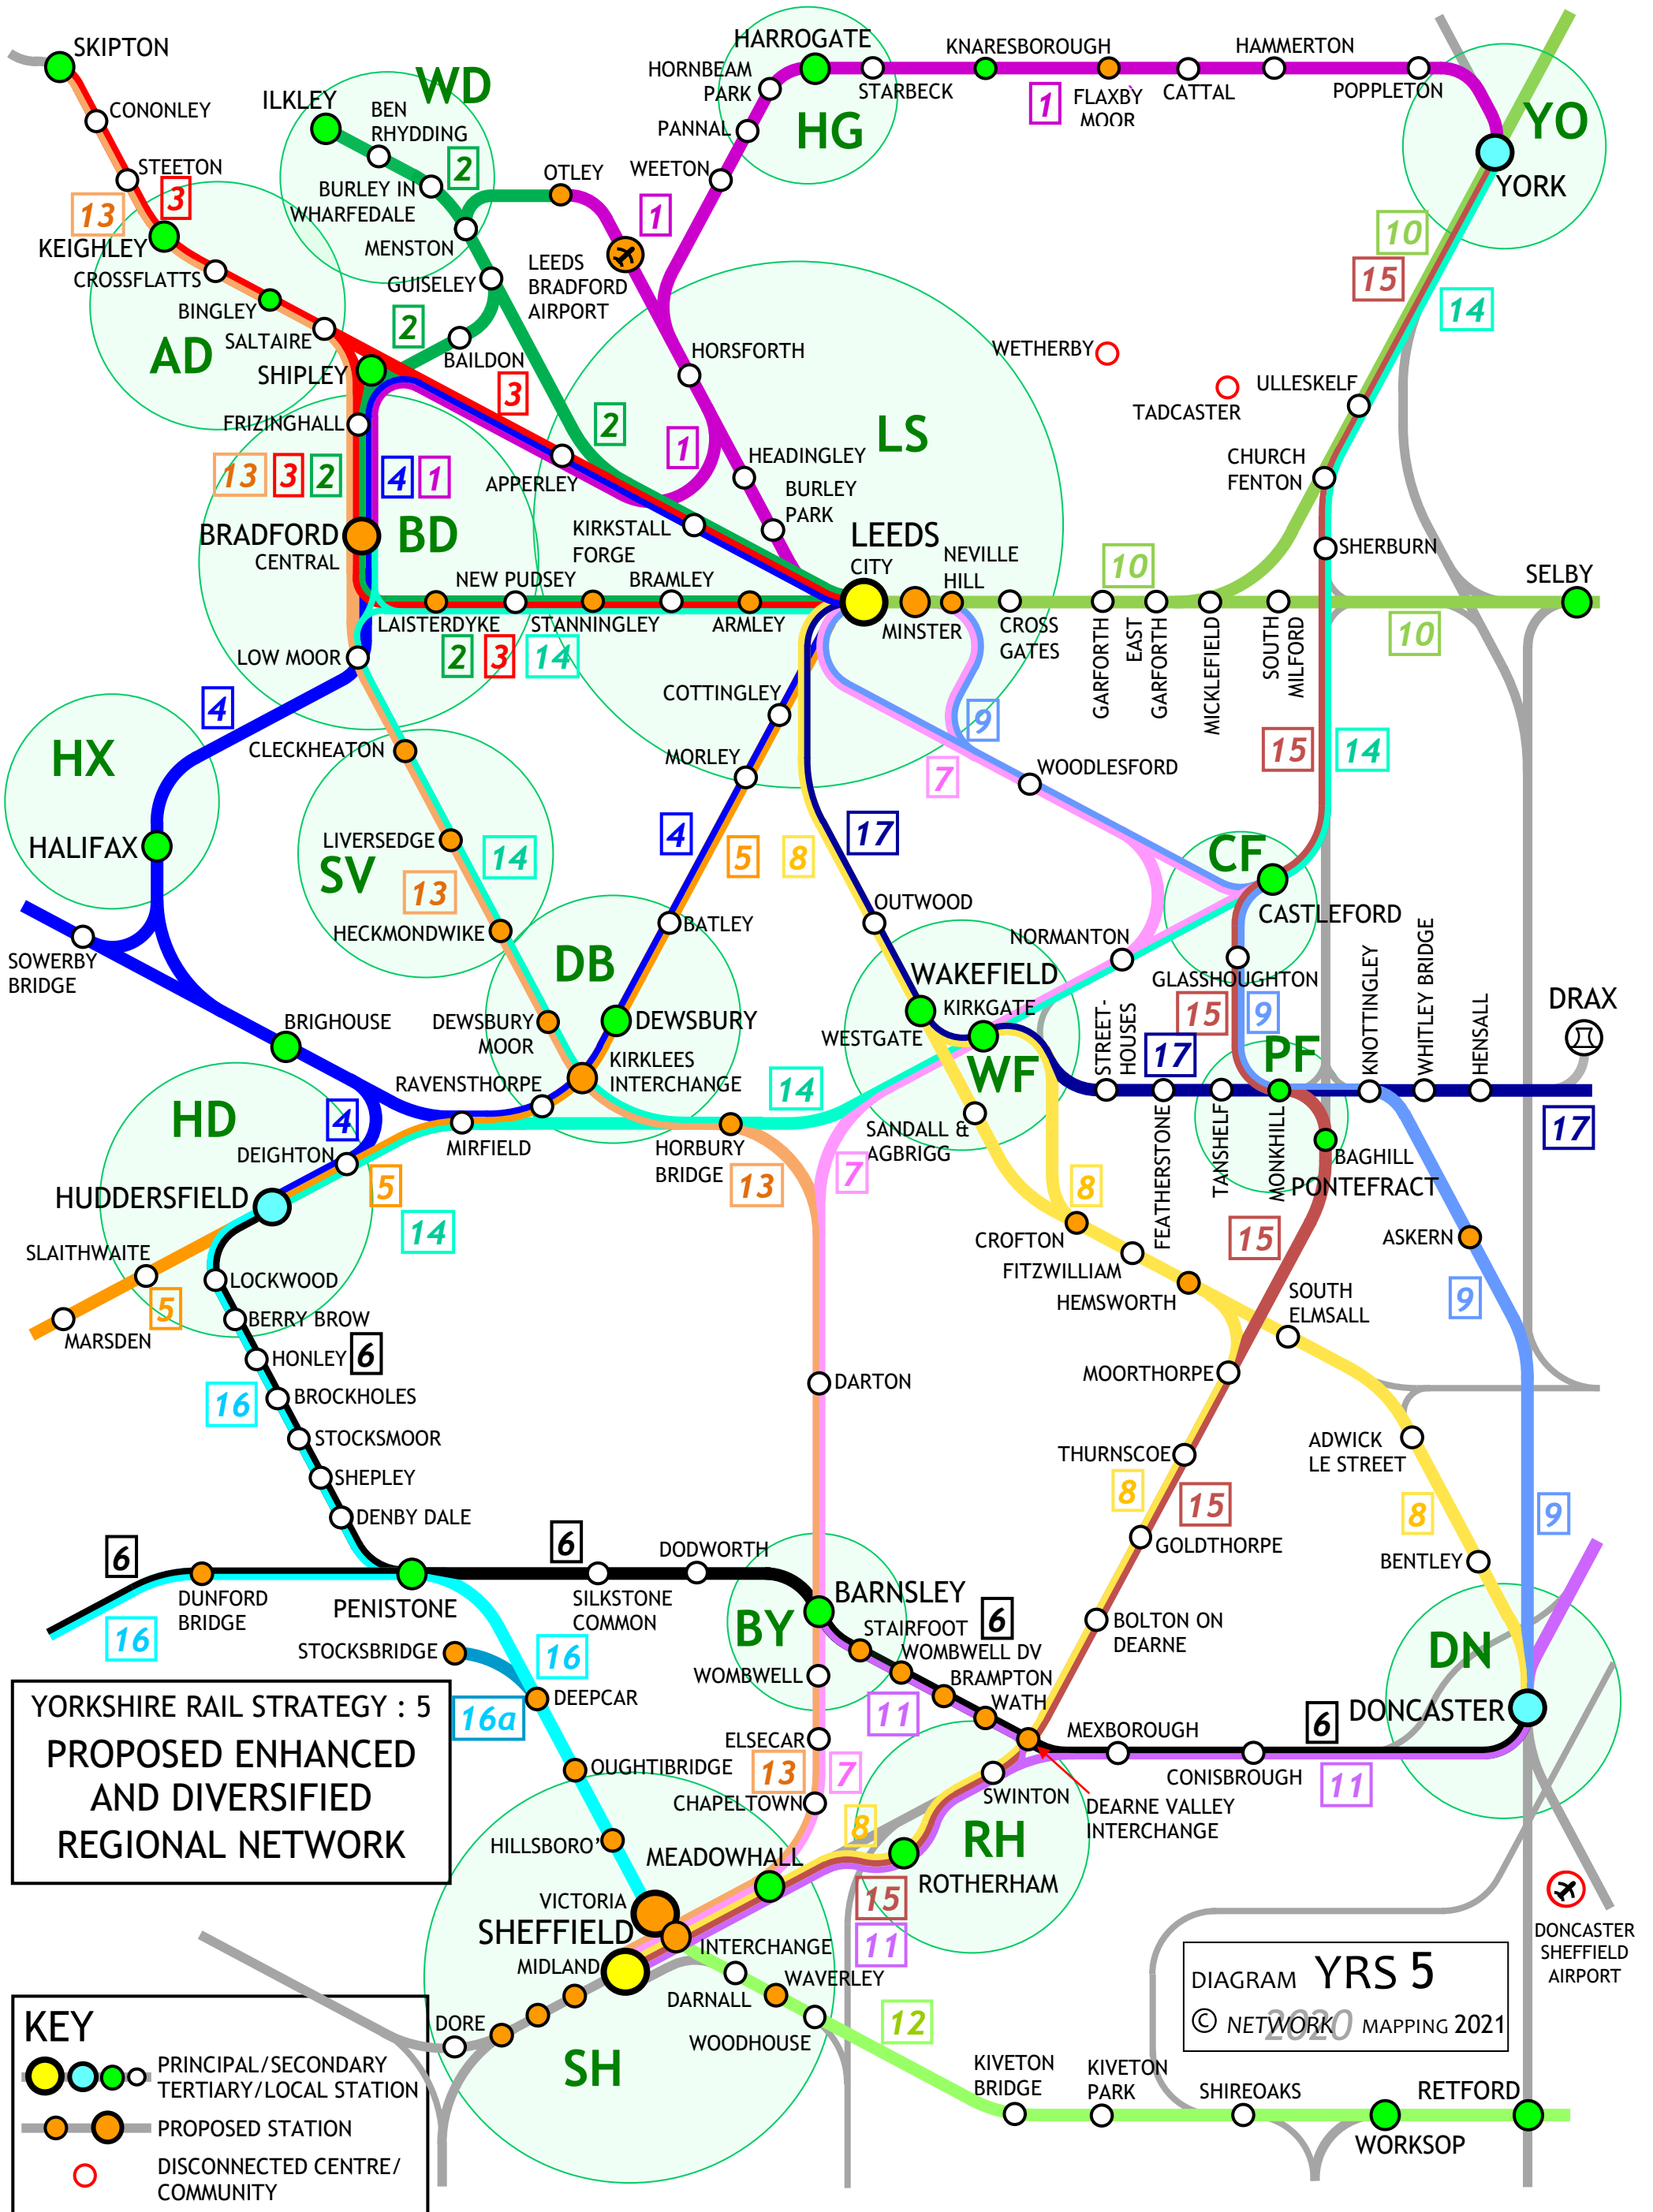 SKIPTON
CONONLEY
STEETON
13
3
KEIGHLEY
CROSSFLATTS
BINGLEY
SALTAIRE
AD
SHIPLEY
FRIZINGHALL
13 3 2 4 1
BRADFORD
CENTRAL
BD
WD
ILKLEY
BEN
RHYDDING
2
BURLEY IN
WHARFEDALE
MENSTON
GUISELEY
2
BAILDON
3
OTLEY
1
LEEDS
BRADFORD
AIRPORT
HARROGATE
HORNBEAM
PARK
HG
PANNAL
WEETON
STARBECK
KNARESBOROUGH
1
FLAXBY
MOOR
CATTAL
HAMMERTON
POPPLETON
YO
YORK
10
15
14
HORSFORTH
2
1
LS
WETHERBY
TADCASTER
ULLESKELF
CHURCH
FENTON
SHERBURN
APPERLEY
HEADINGLEY
BURLEY
PARK
KIRKSTALL
FORGE
LEEDS
CITY
NEVILLE
HILL
MINSTER
CROSS
GATES
10
GARFORTH
EAST
GARFORTH
MICKLEFIELD
SOUTH
MILFORD
SELBY
10
NEW PUDSEY
BRAMLEY
LAISTERDYKE
STANNINGLEY
ARMLEY
2 3 14
LOW MOOR
4
COTTINGLEY
MORLEY
9
7
WOODLESFORD
15
14
CLECKHEATON
HX
HALIFAX
LIVERSEDGE
SV
14
13
HECKMONDWIKE
4
5
8
17
BATLEY
OUTWOOD
CF
CASTLEFORD
NORMANTON
GLASSHOUGHTON
15
9
SOWERBY
BRIDGE
BRIGHOUSE
DB
DEWSBURY
MOOR
DEWSBURY
KIRKLEES
INTERCHANGE
RAVENSTHORPE
WAKEFIELD
KIRKGATE
WESTGATE
WF
STREET-
HOUSES
17
PF
KNOTTINGLEY
WHITLEY BRIDGE
HENSALL
DRAX
17
14
4
HD
DEIGHTON
MIRFIELD
HUDDERSFIELD
5
14
HORBURY
BRIDGE
13
7
SANDALL &
AGBRIGG
8
FEATHERSTONE
TANSHELF
MONKHILL
BAGHILL
PONTEFRACT
SLAITHWAITE
5
MARSDEN
LOCKWOOD
BERRY BROW
HONLEY
6
16
BROCKHOLES
STOCKSMOOR
SHEPLEY
DENBY DALE
CROFTON
FITZWILLIAM
HEMSWORTH
15
SOUTH
ELMSALL
ASKERN
9
DARTON
MOORTHORPE
THURNSCOE
8
15
GOLDTHORPE
ADWICK
LE STREET
8
9
BENTLEY
6
DUNFORD
BRIDGE
16
PENISTONE
6
SILKSTONE
COMMON
DODWORTH
BARNSLEY
BY
STAIRFOOT
6
WOMBWELL DV
BRAMPTON
WATH
11
BOLTON ON
DEARNE
DN
DONCASTER
STOCKSBRIDGE
16
16a
DEEPCAR
WOMBWELL
ELSECAR
13
7
CHAPELTOWN
OUGHTIBRIDGE
MEXBOROUGH
6
CONISBROUGH
11
SWINTON
DEARNE VALLEY
INTERCHANGE
YORKSHIRE RAIL STRATEGY : 5
PROPOSED ENHANCED
AND DIVERSIFIED
REGIONAL NETWORK
HILLSBORO'
MEADOWHALL
8
RH
ROTHERHAM
15
11
VICTORIA
SHEFFIELD
MIDLAND
INTERCHANGE
DARNALL
WAVERLEY
WOODHOUSE
12
DORE
SH
DONCASTER
SHEFFIELD
AIRPORT
DIAGRAM YRS 5
© NETWORK 2020 MAPPING 2021
KIVETON
BRIDGE
KIVETON
PARK
SHIREOAKS
WORKSOP
RETFORD
KEY
PRINCIPAL/SECONDARY
TERTIARY/LOCAL STATION
PROPOSED STATION
DISCONNECTED CENTRE/
COMMUNITY